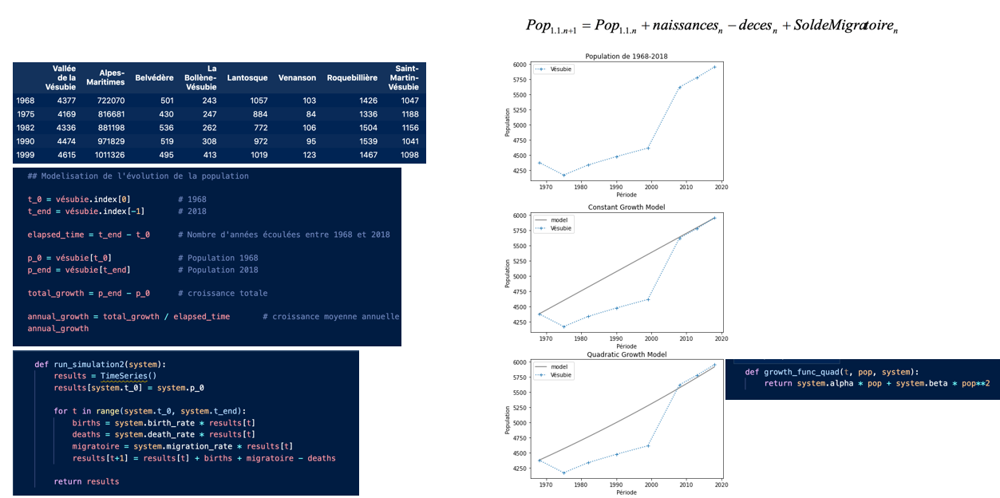 Pop1.1.n+1 = Pop1.1.n + naissancesn − decesn + SoldeMigratoiren
Vallée de la Vésubie Alpes-Maritimes Belvédère La Bollène-Vésubie Lantosque Venanson Roquebillière Saint-Martin-Vésubie
1968 4377 722070 501 243 1057 103 1426 1047
1975 4169 816681 430 247 884 84 1336 1188
1982 4336 881198 536 262 772 106 1504 1156
1990 4474 971829 519 308 972 95 1539 1041
1999 4615 1011326 495 413 1019 123 1467 1098
## Modelisation de l'évolution de la population
t_0 = vésubie.index[0] # 1968
t_end = vésubie.index[-1] # 2018
elapsed_time = t_end - t_0 # Nombre d'années écoulées entre 1968 et 2018
p_0 = vésubie[t_0] # Population 1968
p_end = vésubie[t_end] # Population 2018
total_growth = p_end - p_0 # croissance totale
annual_growth = total_growth / elapsed_time # croissance moyenne annuelle
annual_growth
def run_simulation2(system):
results = TimeSeries()
results[system.t_0] = system.p_0
for t in range(system.t_0, system.t_end):
births = system.birth_rate * results[t]
deaths = system.death_rate * results[t]
migratoire = system.migration_rate * results[t]
results[t+1] = results[t] + births + migratoire - deaths
return results
Population de 1968-2018
Vésubie
6000
5750
5500
5250
5000
4750
4500
4250
Population
1970 1980 1990 2000 2010 2020
Période
Constant Growth Model
model
Vésubie
6000
5750
5500
5250
5000
4750
4500
4250
Population
1970 1980 1990 2000 2010 2020
Période
Quadratic Growth Model
model
Vésubie
6000
5750
5500
5250
5000
4750
4500
4250
Population
1970 1980 1990 2000 2010 2020
Période
def growth_func_quad(t, pop, system):
return system.alpha * pop + system.beta * pop**2